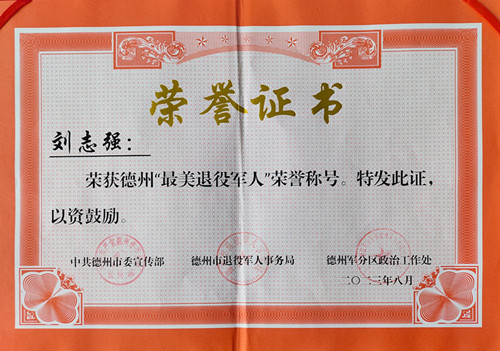 荣誉证书
刘志强：
荣获德州“最美退役军人”荣誉称号。特发此证，
以资鼓励。
中共德州市委宣传部 德州市退役军人事务局 德州军分区政治工作处
二〇二三年八月